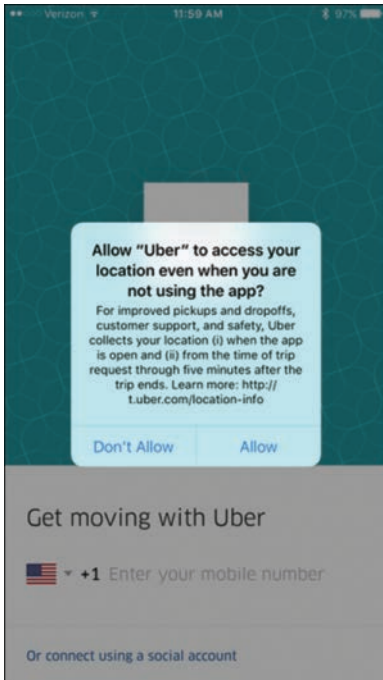 Verizon 11:59 AM 97%
Allow “Uber” to access your
location even when you are
not using the app?
For improved pickups and dropoffs,
customer support, and safety, Uber
collects your location (i) when the app
is open and (ii) from the time of trip
request through five minutes after the
trip ends. Learn more: http://
t.uber.com/location-info
Don't Allow Allow
Get moving with Uber
+1 Enter your mobile number
Or connect using a social account